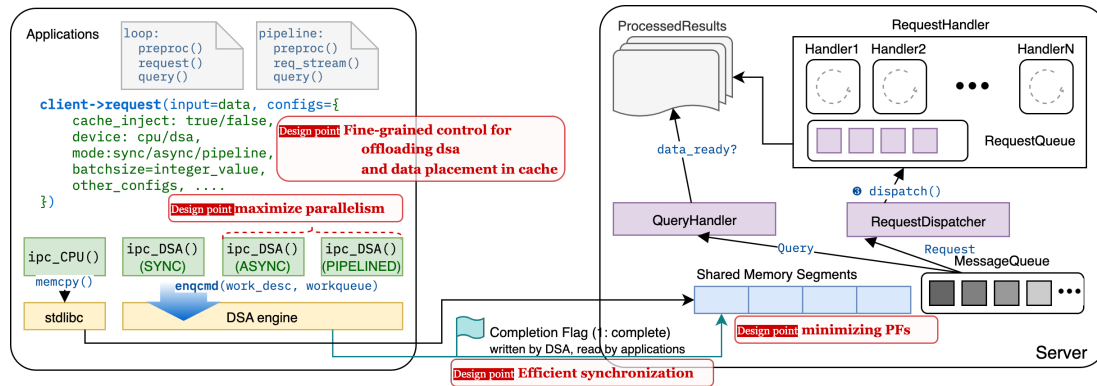 Applications
loop:
preproc()
request()
query()
pipeline:
preproc()
req_stream()
query()
client->request(input=data, configs={
cache_inject: true/false,
device: cpu/dsa,
mode:sync/async/pipeline,
batchsize=integer_value,
other_configs, ....
})
Design point Fine-grained control for
offloading dsa
and data placement in cache
Design point maximize parallelism
ipc_CPU()
ipc_DSA()
(SYNC)
ipc_DSA()
(ASYNC)
ipc_DSA()
(PIPELINED)
memcpy()
enqcmd(work_desc, workqueue)
stdlibc
DSA engine
Completion Flag (1: complete)
written by DSA, read by applications
Design point Efficient synchronization
ProcessedResults
RequestHandler
Handler1
Handler2
HandlerN
RequestQueue
data_ready?
❸ dispatch()
QueryHandler
RequestDispatcher
Query
Request
MessageQueue
Shared Memory Segments
Design point minimizing PFs
Server